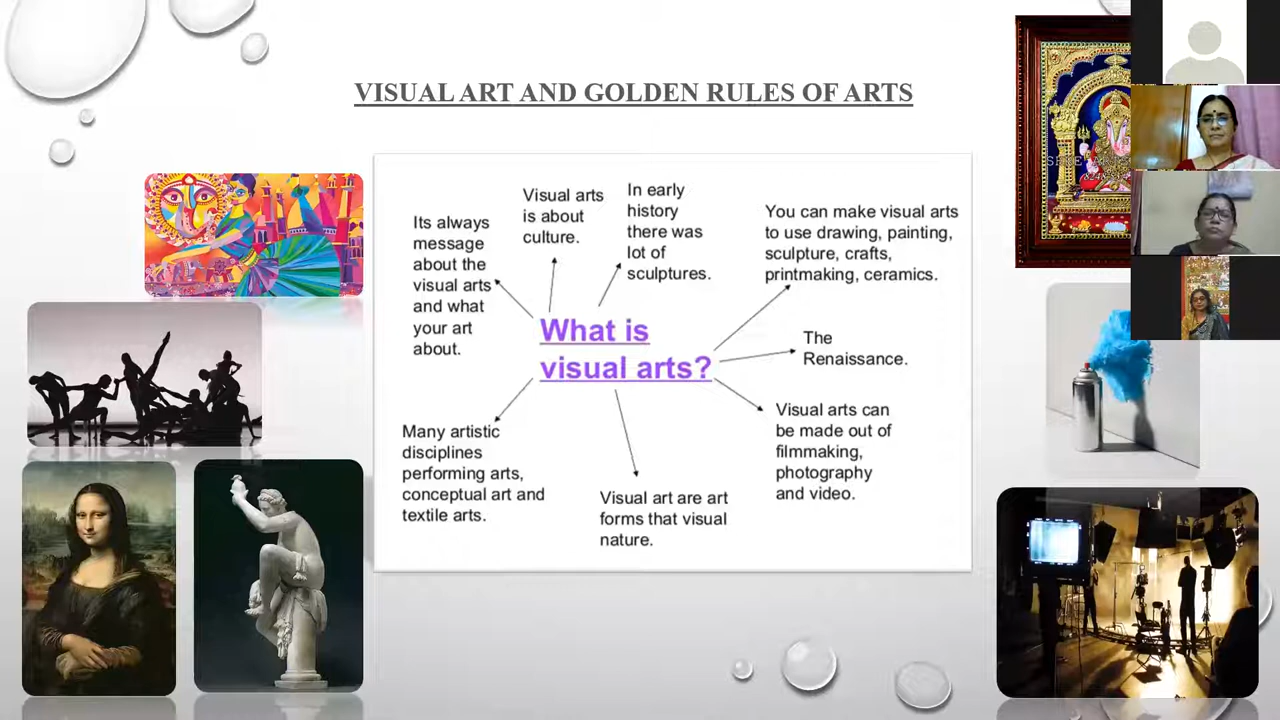 VISUAL ART AND GOLDEN RULES OF ARTS
Its always
message
about the
visual arts
and what
your art
about.
Visual arts
is about
culture.
In early
history
there was
lot of
sculptures.
You can make visual arts
to use drawing, painting,
sculpture, crafts,
printmaking, ceramics.
What is
visual arts?
The
Renaissance.
Many artistic
disciplines
performing arts,
conceptual art and
textile arts.
Visual art are art
forms that visual
nature.
Visual arts can
be made out of
filmmaking,
photography
and video.